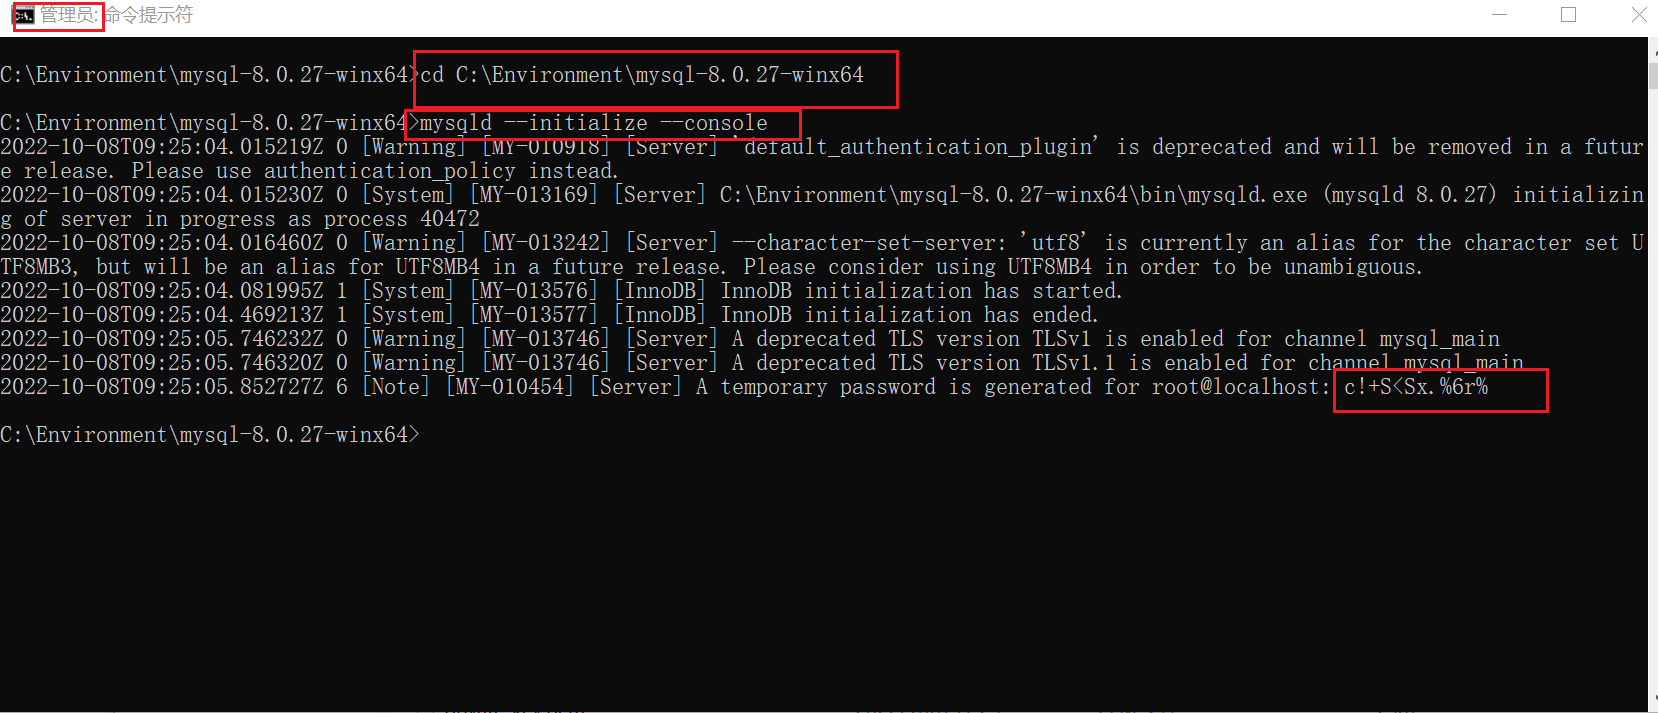 管理员: 命令提示符
C:\Environment\mysql-8.0.27-winx64>cd C:\Environment\mysql-8.0.27-winx64
C:\Environment\mysql-8.0.27-winx64>mysqld --initialize --console
2022-10-08T09:25:04.015219Z 0 [Warning] [MY-010918] [Server] 'default_authentication_plugin' is deprecated and will be removed in a futur
e release. Please use authentication_policy instead.
2022-10-08T09:25:04.015230Z 0 [System] [MY-013169] [Server] C:\Environment\mysql-8.0.27-winx64\bin\mysqld.exe (mysqld 8.0.27) initializin
g of server in progress as process 40472
2022-10-08T09:25:04.016460Z 0 [Warning] [MY-013242] [Server] --character-set-server: 'utf8' is currently an alias for the character set U
TF8MB3, but will be an alias for UTF8MB4 in a future release. Please consider using UTF8MB4 in order to be unambiguous.
2022-10-08T09:25:04.081995Z 1 [System] [MY-013576] [InnoDB] InnoDB initialization has started.
2022-10-08T09:25:04.469213Z 1 [System] [MY-013577] [InnoDB] InnoDB initialization has ended.
2022-10-08T09:25:05.746232Z 0 [Warning] [MY-013746] [Server] A deprecated TLS version TLSv1 is enabled for channel mysql_main
2022-10-08T09:25:05.746320Z 0 [Warning] [MY-013746] [Server] A deprecated TLS version TLSv1.1 is enabled for channel mysql_main
2022-10-08T09:25:05.852727Z 6 [Note] [MY-010454] [Server] A temporary password is generated for root@localhost: c!+S<Sx.%6r%
C:\Environment\mysql-8.0.27-winx64>